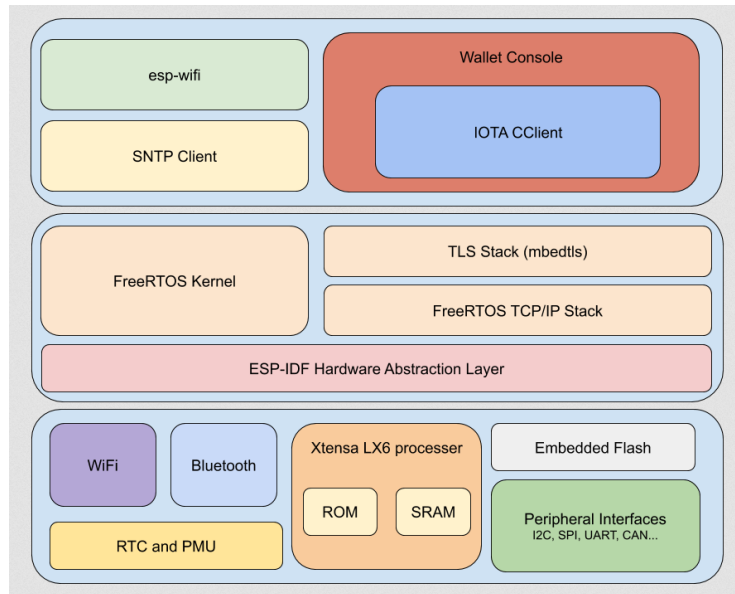 esp-wifi
SNTP Client
Wallet Console
IOTA CClient
FreeRTOS Kernel
TLS Stack (mbedtls)
FreeRTOS TCP/IP Stack
ESP-IDF Hardware Abstraction Layer
WiFi
Bluetooth
RTC and PMU
Xtensa LX6 processer
ROM
SRAM
Embedded Flash
Peripheral Interfaces
I2C, SPI, UART, CAN...